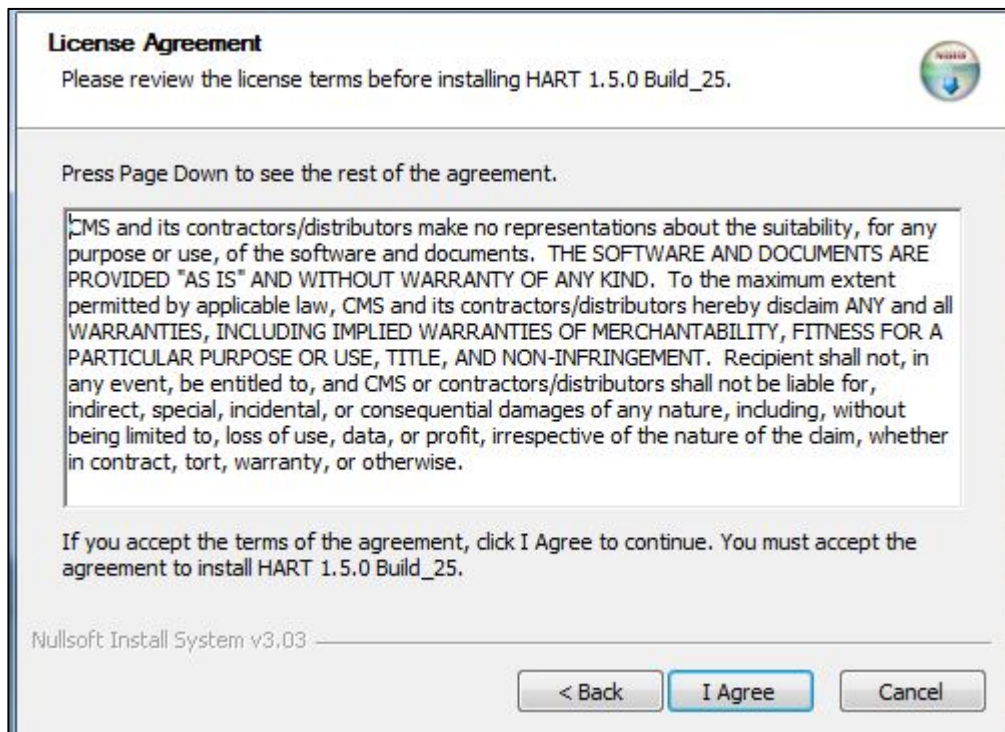 License Agreement
Please review the license terms before installing HART 1.5.0 Build_25.
Press Page Down to see the rest of the agreement.
CMS and its contractors/distributors make no representations about the suitability, for any
purpose or use, of the software and documents.  THE SOFTWARE AND DOCUMENTS ARE
PROVIDED "AS IS" AND WITHOUT WARRANTY OF ANY KIND.  To the maximum extent
permitted by applicable law, CMS and its contractors/distributors hereby disclaim ANY and all
WARRANTIES, INCLUDING IMPLIED WARRANTIES OF MERCHANTABILITY, FITNESS FOR A
PARTICULAR PURPOSE OR USE, TITLE, AND NON-INFRINGEMENT.  Recipient shall not, in
any event, be entitled to, and CMS or contractors/distributors shall not be liable for,
indirect, special, incidental, or consequential damages of any nature, including, without
being limited to, loss of use, data, or profit, irrespective of the nature of the claim, whether
in contract, tort, warranty, or otherwise.
If you accept the terms of the agreement, click I Agree to continue. You must accept the
agreement to install HART 1.5.0 Build_25.
Nullsoft Install System v3.03
< Back
I Agree
Cancel